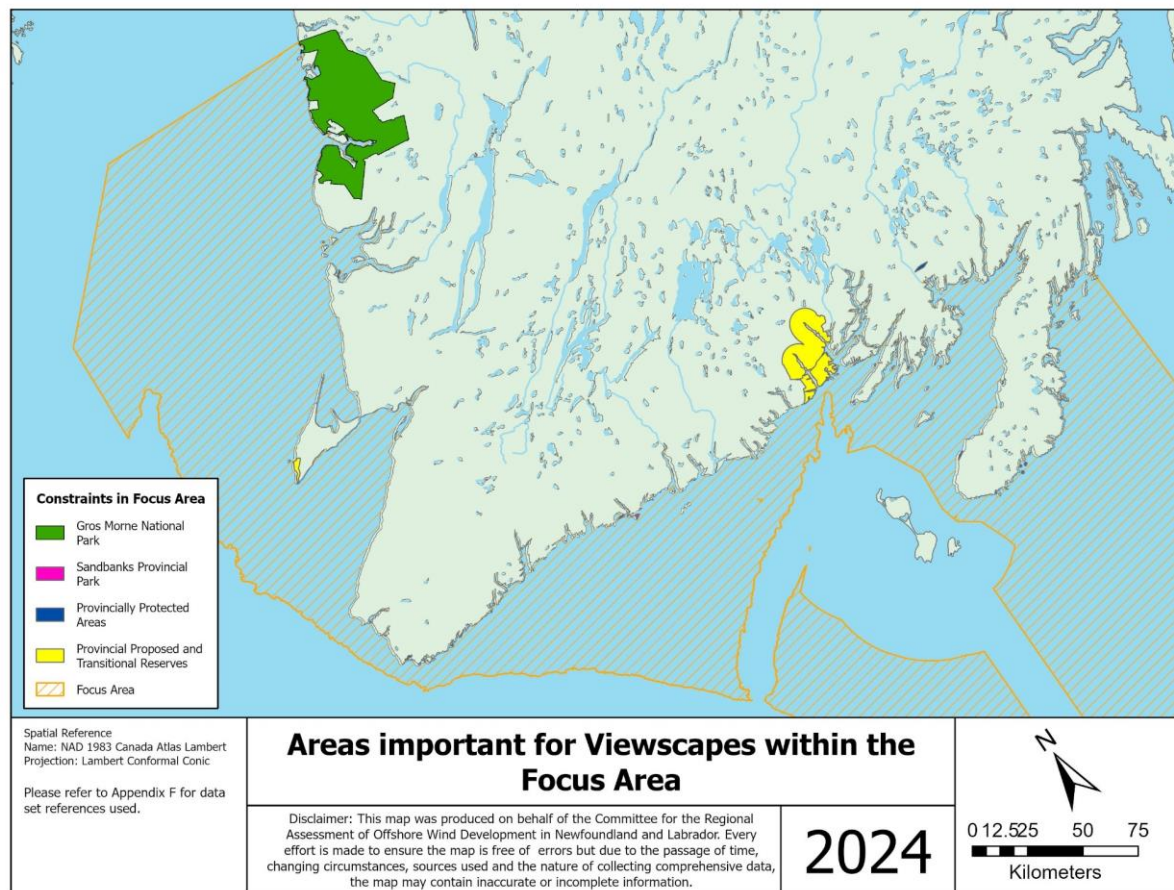 Constraints in Focus Area
Gros Morne National
Park
Sandbanks Provincial
Park
Provincially Protected
Areas
Provincial Proposed and
Transitional Reserves
Focus Area
Spatial Reference
Name: NAD 1983 Canada Atlas Lambert
Projection: Lambert Conformal Conic
Please refer to Appendix F for data
set references used.
Areas important for Viewscapes within the
Focus Area
Disclaimer: This map was produced on behalf of the Committee for the Regional
Assessment of Offshore Wind Development in Newfoundland and Labrador. Every
effort is made to ensure the map is free of errors but due to the passage of time,
changing circumstances, sources used and the nature of collecting comprehensive data,
the map may contain inaccurate or incomplete information.
2024
N
0 12.525 50 75
Kilometers